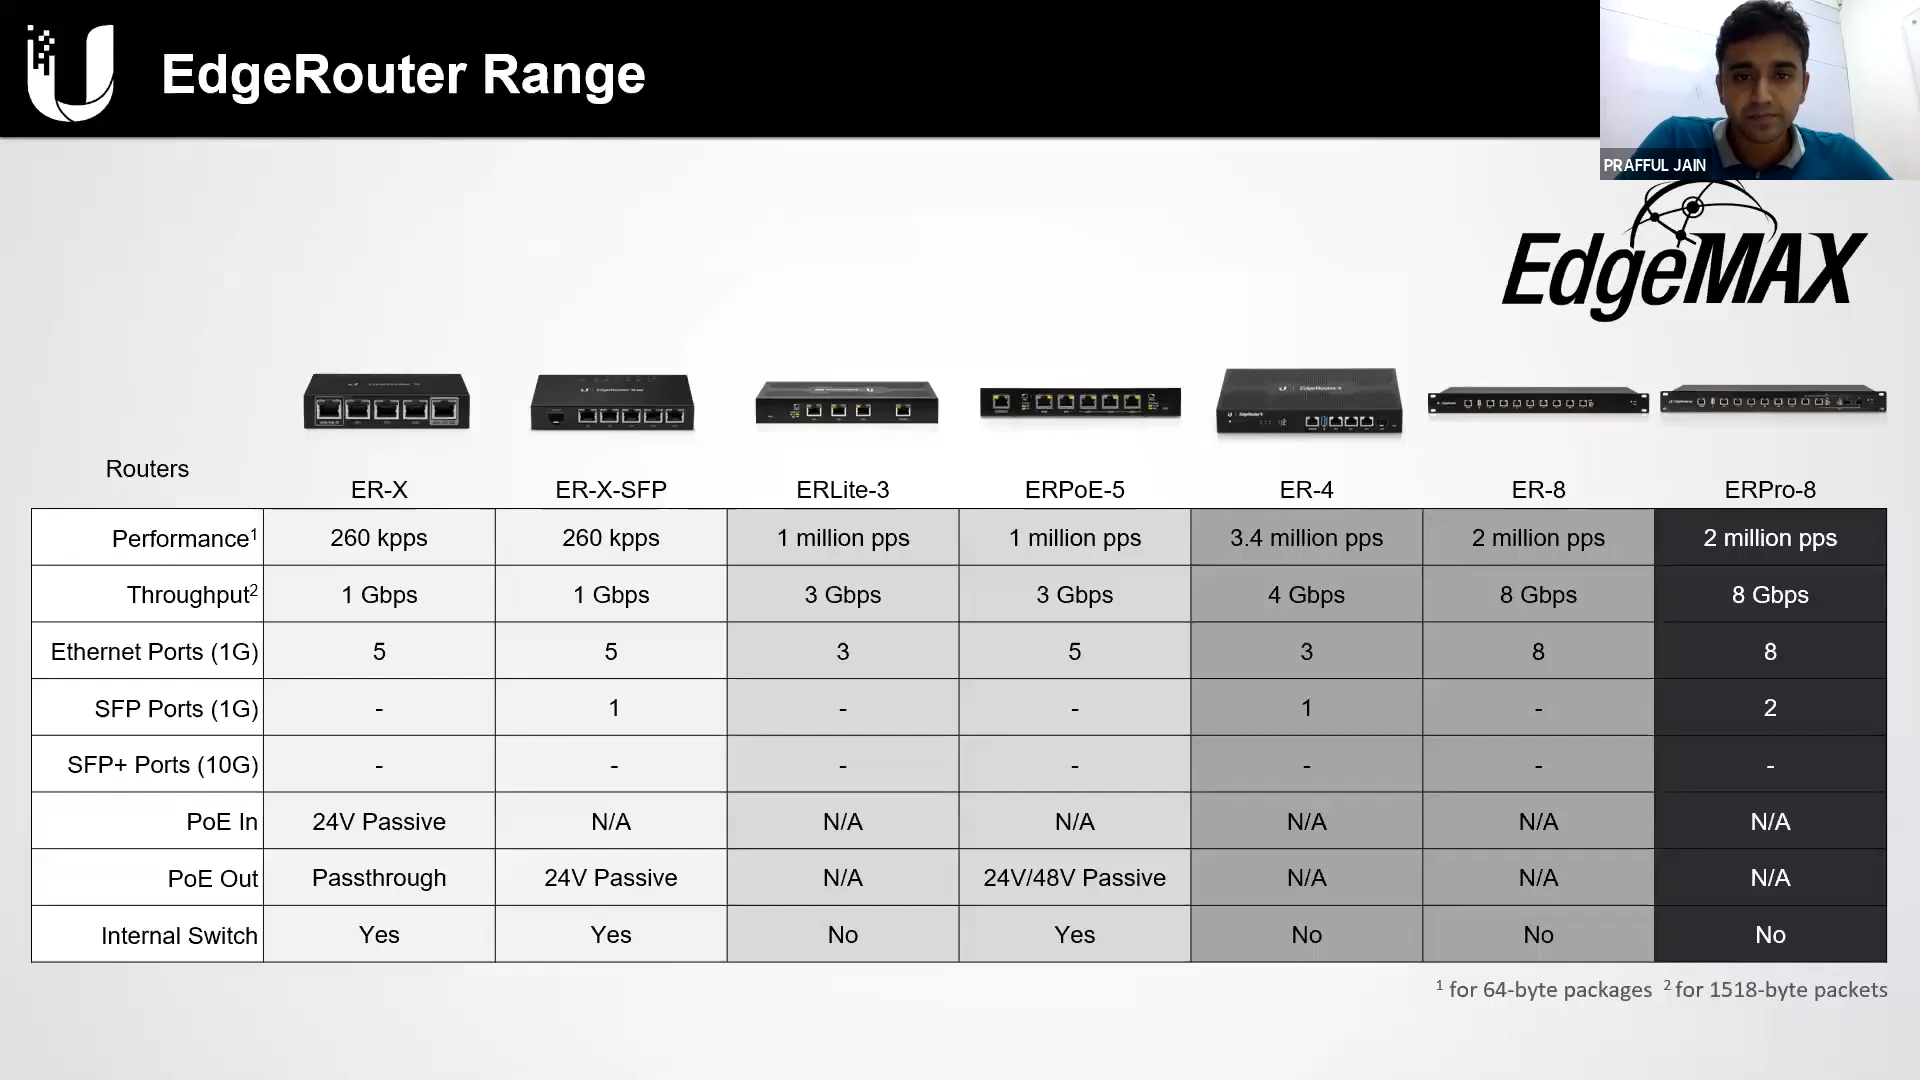 EdgeRouter Range
PRAFFUL JAIN
EdgeMAX
Routers
ER-X ER-X-SFP ERLite-3 ERPoE-5 ER-4 ER-8 ERPro-8
Performance¹ 260 kpps 260 kpps 1 million pps 1 million pps 3.4 million pps 2 million pps 2 million pps
Throughput² 1 Gbps 1 Gbps 3 Gbps 3 Gbps 4 Gbps 8 Gbps 8 Gbps
Ethernet Ports (1G) 5 5 3 5 3 8 8
SFP Ports (1G) - 1 - - 1 - 2
SFP+ Ports (10G) - - - - - - -
PoE In 24V Passive N/A N/A N/A N/A N/A N/A
PoE Out Passthrough 24V Passive N/A 24V/48V Passive N/A N/A N/A
Internal Switch Yes Yes No Yes No No No
¹ for 64-byte packages ² for 1518-byte packets